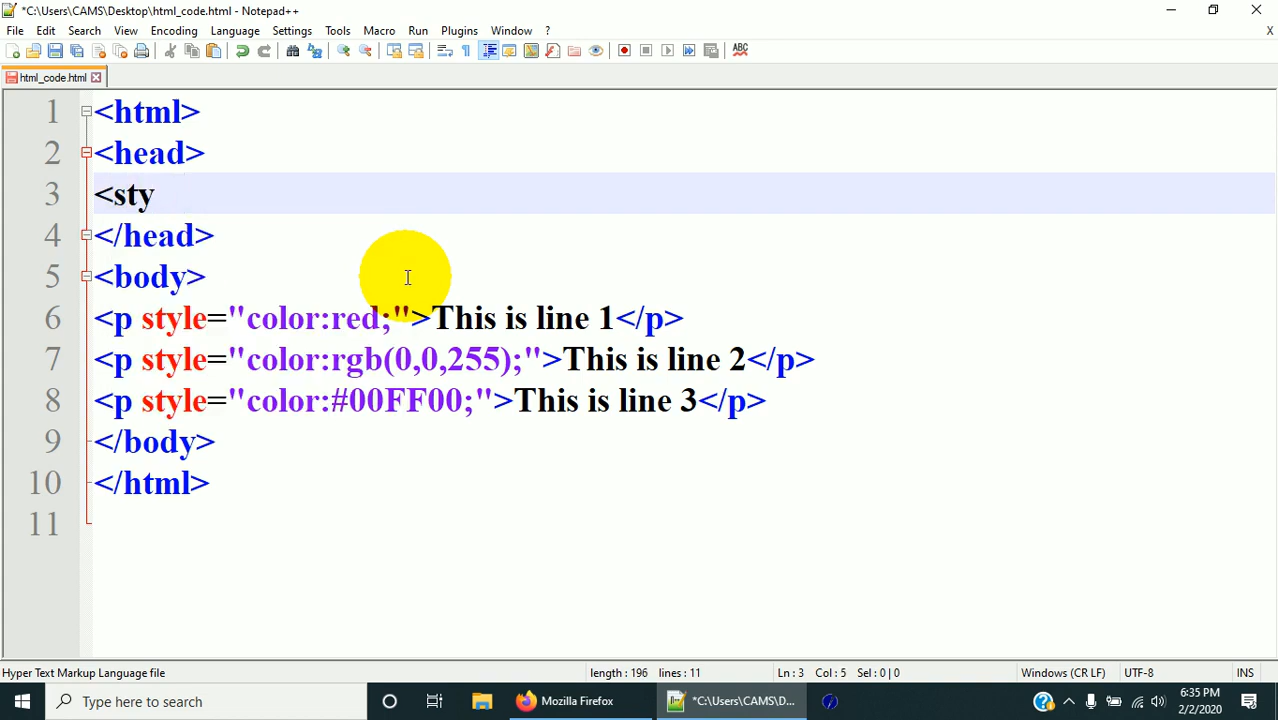 *C:\Users\CAMS\Desktop\html_code.html - Notepad++
File Edit Search View Encoding Language Settings Tools Macro Run Plugins Window ? X
html_code.html
1 <html>
2 <head>
3 <sty
4 </head>
5 <body>
6 <p style="color:red;">This is line 1</p>
7 <p style="color:rgb(0,0,255);">This is line 2</p>
8 <p style="color:#00FF00;">This is line 3</p>
9 </body>
10 </html>
11
Hyper Text Markup Language file length : 196 lines : 11 Ln : 3 Col : 5 Sel : 0 | 0 Windows (CR LF) UTF-8 INS
Type here to search Mozilla Firefox *C:\Users\CAMS\D... 6:35 PM
2/2/2020